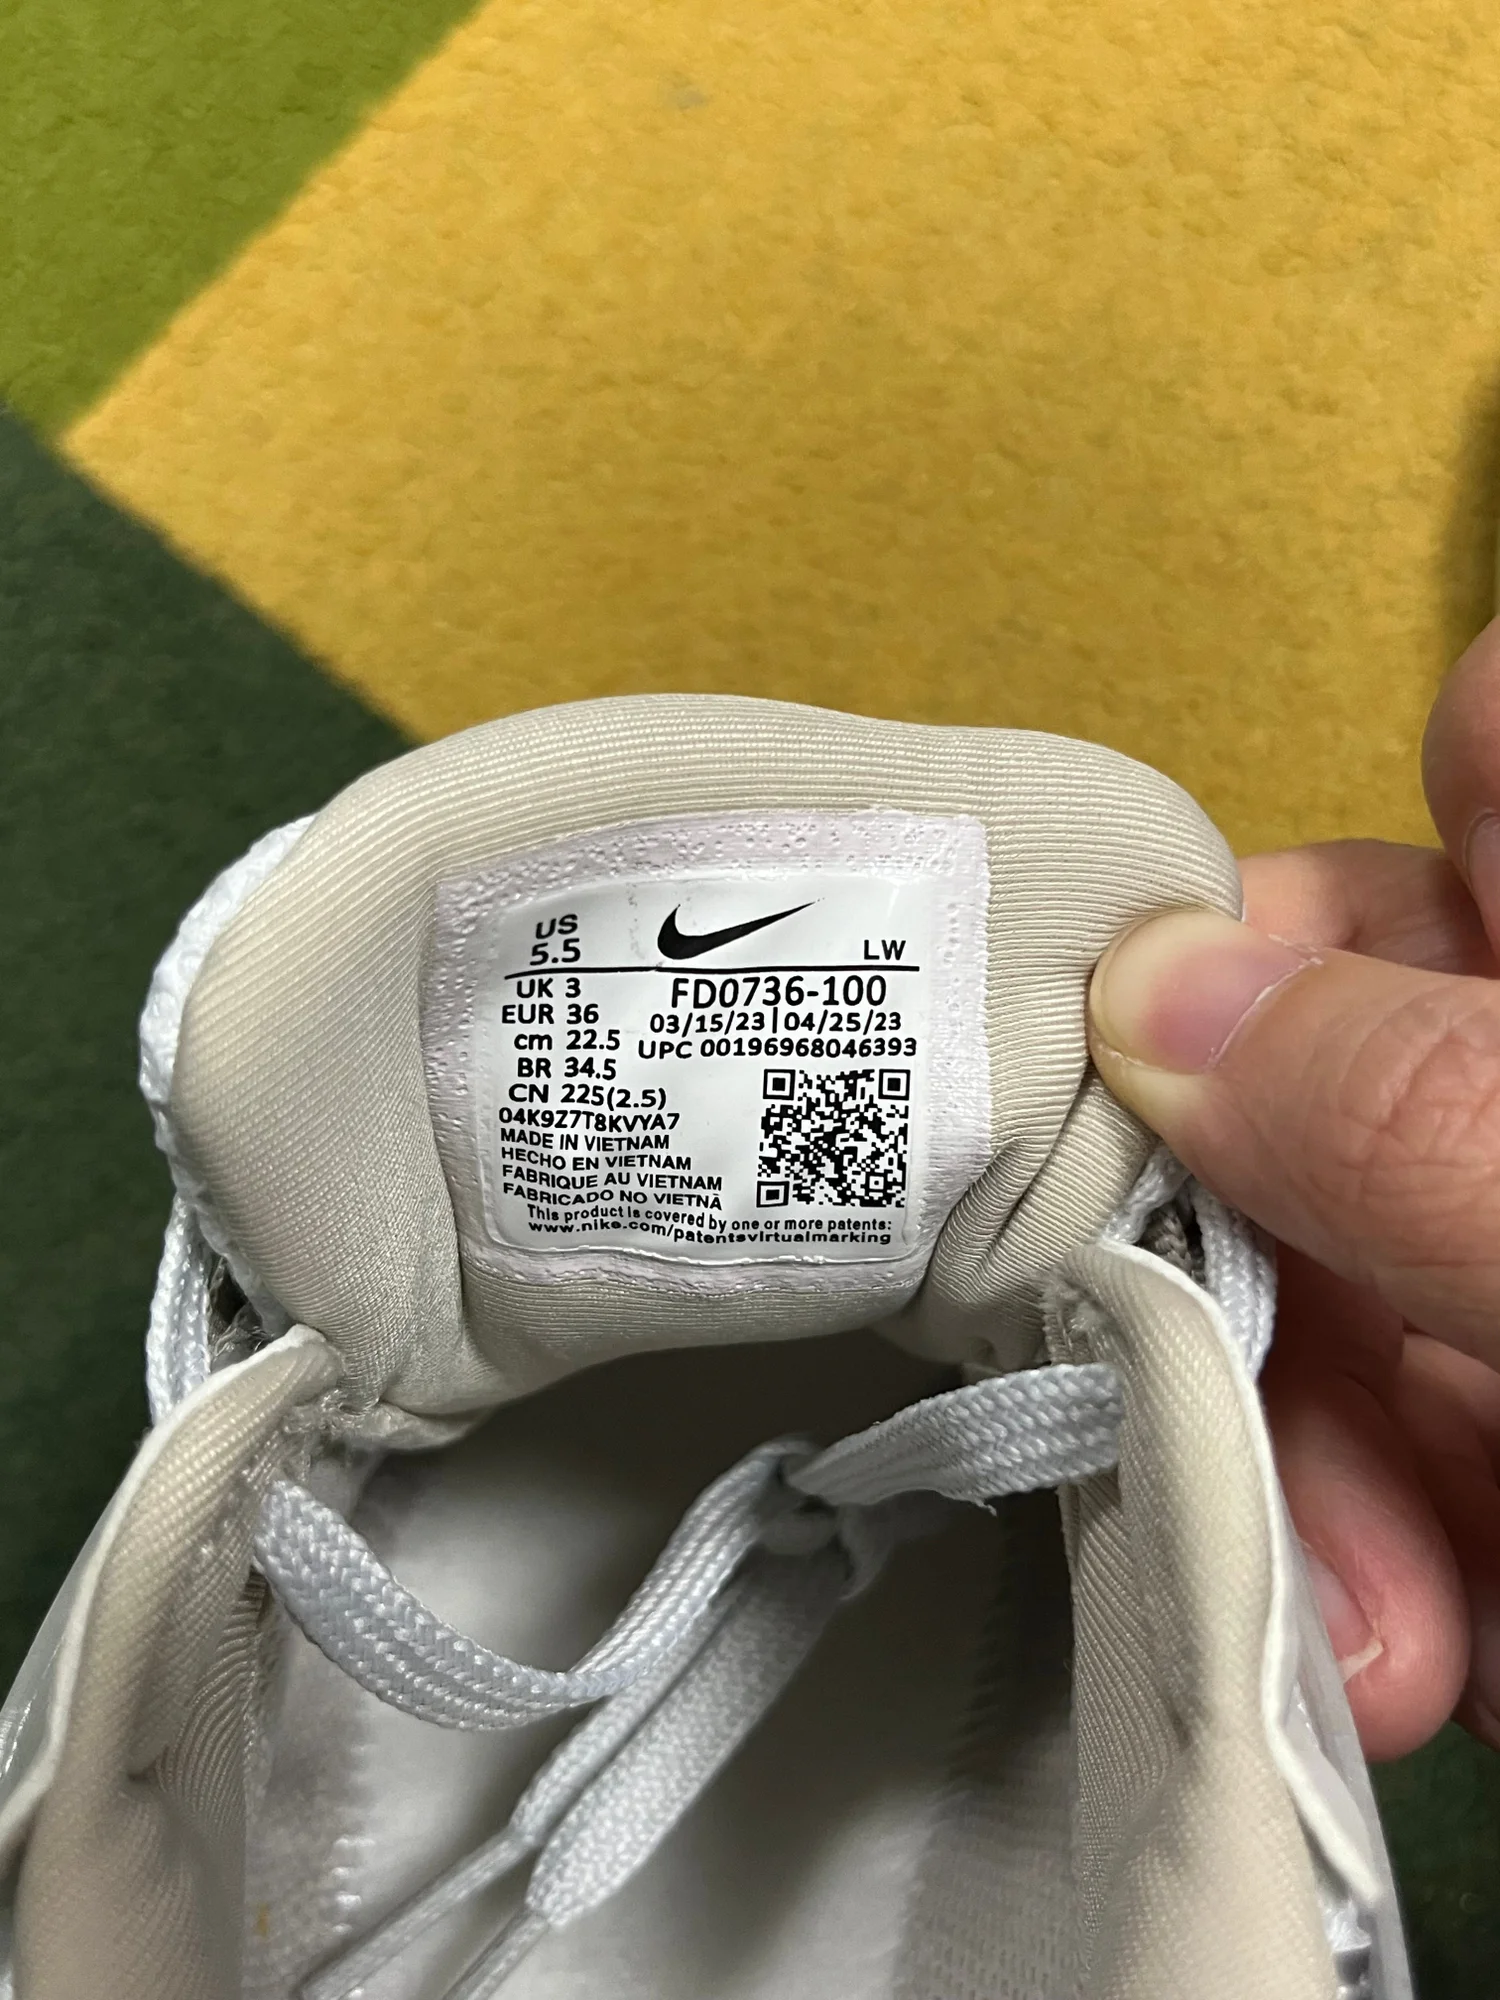 US
5.5
LW
UK 3
EUR 36
cm 22.5
BR 34.5
CN 225(2.5)
FD0736-100
03/15/23|04/25/23
UPC 00196968046393
04K9Z7T8KVYA7
MADE IN VIETNAM
HECHO EN VIETNAM
FABRIQUE AU VIETNAM
FABRICADO NO VIETNÃ
This product is covered by one or more patents:
www.nike.com/patentsvirtualmarking